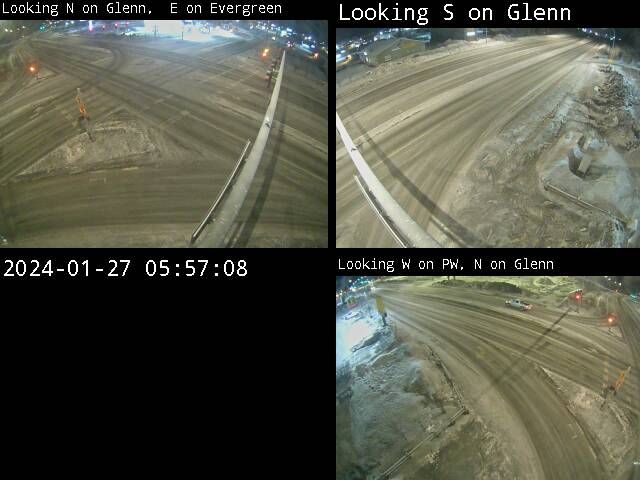 Looking N on Glenn, E on Evergreen
Looking S on Glenn
2024-01-27 05:57:08
Looking W on PW, N on Glenn